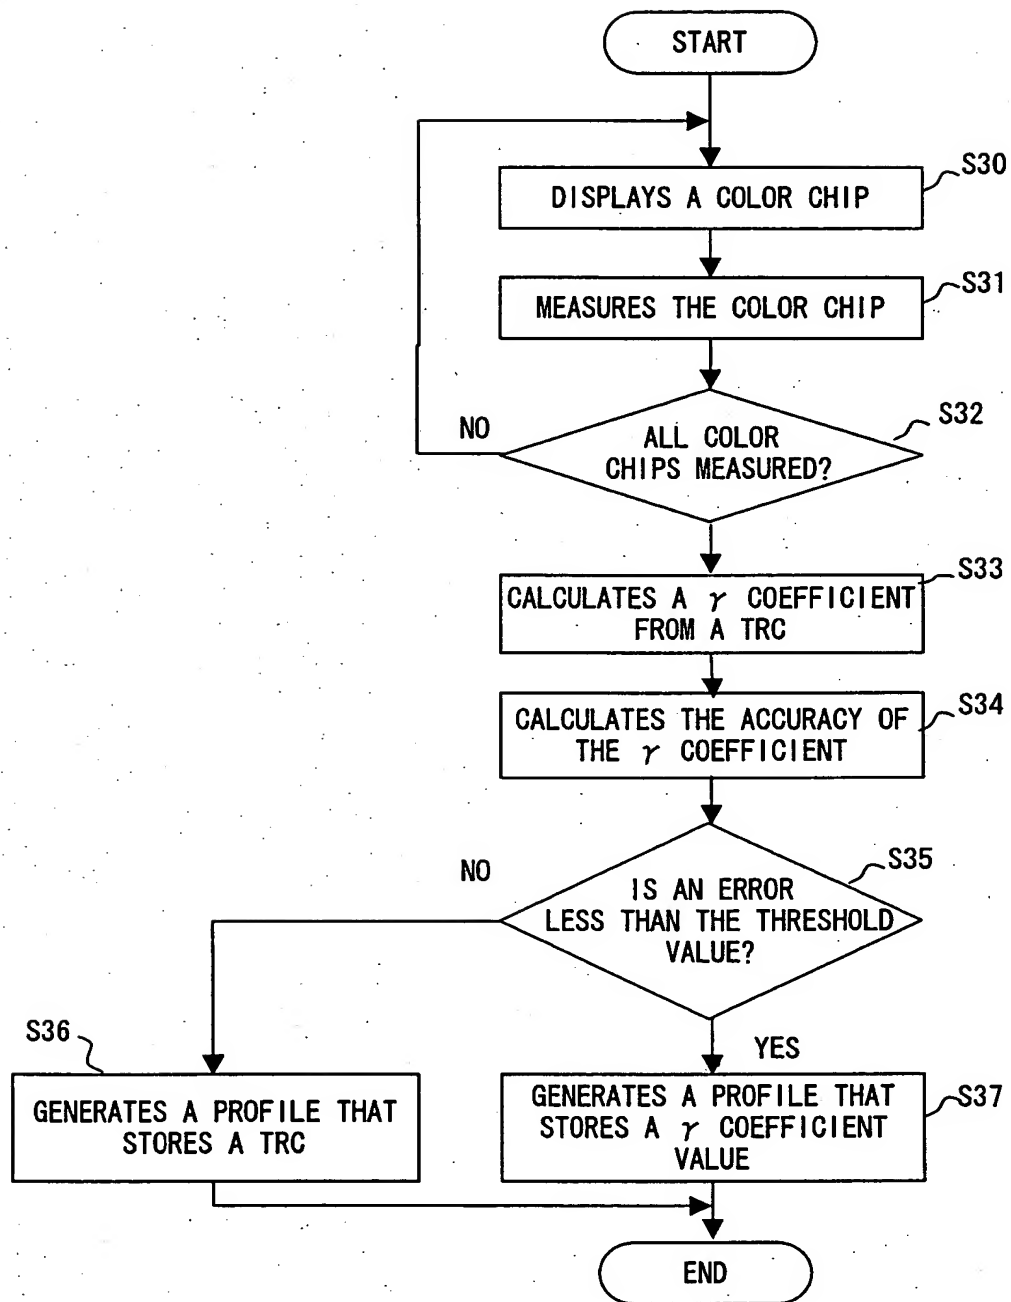 START
S30
DISPLAYS A COLOR CHIP
S31
MEASURES THE COLOR CHIP
S32
NO
ALL COLOR
CHIPS MEASURED?
S33
CALCULATES A γ COEFFICIENT
FROM A TRC
S34
CALCULATES THE ACCURACY OF
THE γ COEFFICIENT
S35
NO
IS AN ERROR
LESS THAN THE THRESHOLD
VALUE?
S36
YES
GENERATES A PROFILE THAT
STORES A TRC
S37
GENERATES A PROFILE THAT
STORES A γ COEFFICIENT
VALUE
END